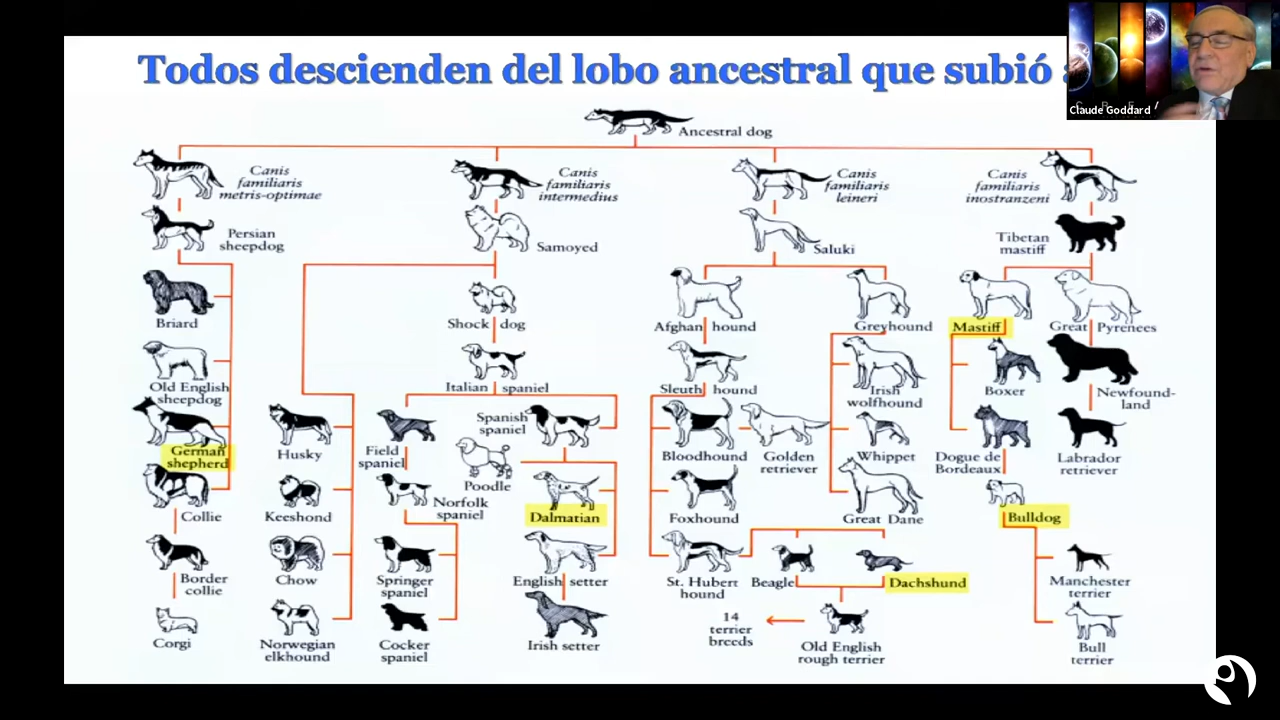 Todos descienden del lobo ancestral que subió
Claude Goddard
Ancestral dog
Canis
familiaris
metris-optimae
Canis
familiaris
intermedius
Canis
familiaris
leineri
Canis
familiaris
inostranzeni
Persian
sheepdog
Samoyed
Saluki
Tibetan
mastiff
Briard
Shock dog
Afghan hound
Greyhound
Mastiff
Great Pyrenees
Old English
sheepdog
Italian spaniel
Sleuth hound
Irish
wolfhound
Boxer
Newfound-
land
German
shepherd
Husky
Field
spaniel
Spanish
spaniel
Poodle
Bloodhound
Golden
retriever
Whippet
Dogue de
Bordeaux
Labrador
retriever
Collie
Keeshond
Norfolk
spaniel
Dalmatian
Foxhound
Great Dane
Bulldog
Border
collie
Chow
Springer
spaniel
English setter
St. Hubert
hound
Beagle
Dachshund
Manchester
terrier
Corgi
Norwegian
elkhound
Cocker
spaniel
Irish setter
14
terrier
breeds
Old English
rough terrier
Bull
terrier